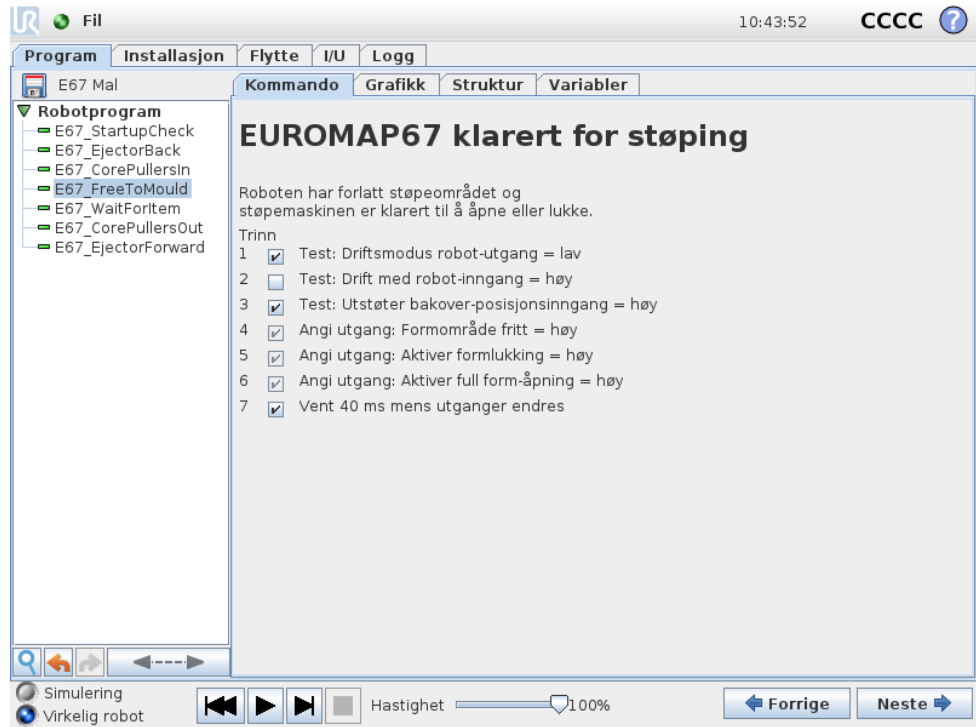 UR Fil 10:43:52 CCCC ?
Program Installasjon Flytte I/U Logg
E67 Mal Kommando Grafikk Struktur Variabler
Robotprogram
E67_StartupCheck
E67_EjectorBack
E67_CorePullersIn
E67_FreeToMould
E67_WaitForItem
E67_CorePullersOut
E67_EjectorForward
EUROMAP67 klarert for støping
Roboten har forlatt støpeområdet og
støpemaskinen er klarert til å åpne eller lukke.
Trinn
1 Test: Driftsmodus robot-utgang = lav
2 Test: Drift med robot-inngang = høy
3 Test: Utstøter bakover-posisjonsinngang = høy
4 Angi utgang: Formområde fritt = høy
5 Angi utgang: Aktiver formlukking = høy
6 Angi utgang: Aktiver full form-åpning = høy
7 Vent 40 ms mens utganger endres
Simulering
Virkelig robot
Hastighet 100%
Forrige Neste